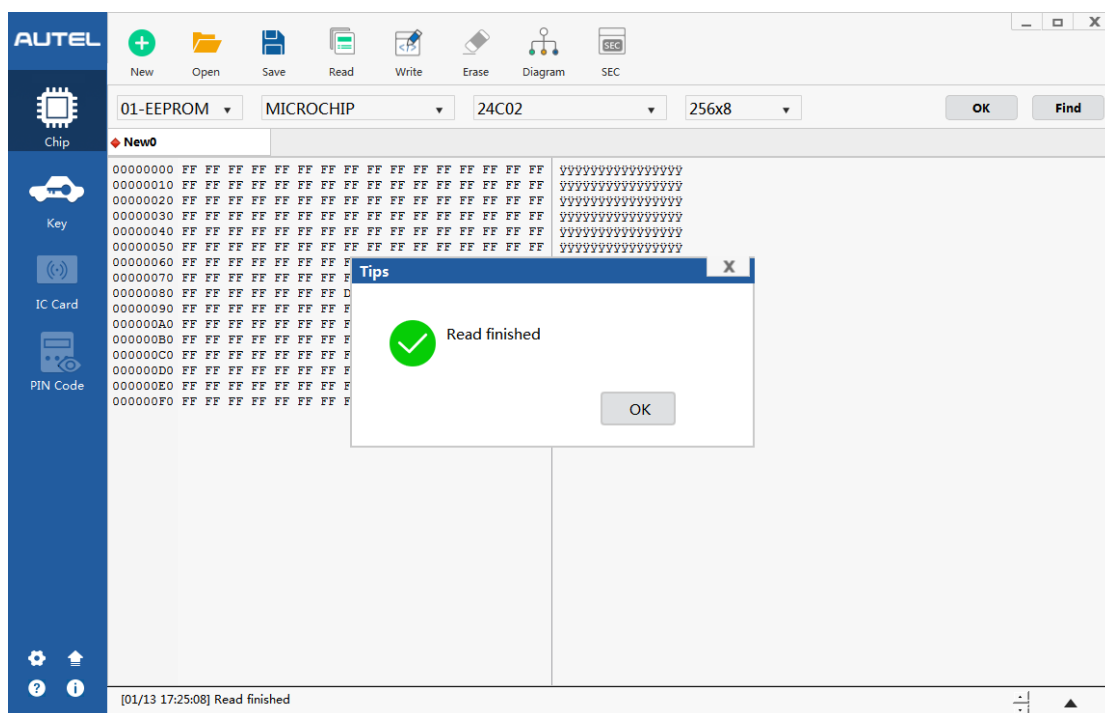 AUTEL
New Open Save Read Write Erase Diagram SEC
SEC
01-EEPROM MICROCHIP 24C02 256x8 OK Find
Chip
New0
00000000 FF FF FF FF FF FF FF FF FF FF FF FF FF FF FF FF ÿÿÿÿÿÿÿÿÿÿÿÿÿÿÿÿ
00000010 FF FF FF FF FF FF FF FF FF FF FF FF FF FF FF FF ÿÿÿÿÿÿÿÿÿÿÿÿÿÿÿÿ
00000020 FF FF FF FF FF FF FF FF FF FF FF FF FF FF FF FF ÿÿÿÿÿÿÿÿÿÿÿÿÿÿÿÿ
00000030 FF FF FF FF FF FF FF FF FF FF FF FF FF FF FF FF ÿÿÿÿÿÿÿÿÿÿÿÿÿÿÿÿ
00000040 FF FF FF FF FF FF FF FF FF FF FF FF FF FF FF FF ÿÿÿÿÿÿÿÿÿÿÿÿÿÿÿÿ
00000050 FF FF FF FF FF FF FF FF FF FF FF FF FF FF FF FF ÿÿÿÿÿÿÿÿÿÿÿÿÿÿÿÿ
00000060 FF FF FF FF FF FF FF F
00000070 FF FF FF FF FF FF FF F
00000080 FF FF FF FF FF FF FF D
00000090 FF FF FF FF FF FF FF F
000000A0 FF FF FF FF FF FF FF F
000000B0 FF FF FF FF FF FF FF F
000000C0 FF FF FF FF FF FF FF F
000000D0 FF FF FF FF FF FF FF F
000000E0 FF FF FF FF FF FF FF F
000000F0 FF FF FF FF FF FF FF F
Key
IC Card
PIN Code
Tips X
Read finished
OK
[01/13 17:25:08] Read finished